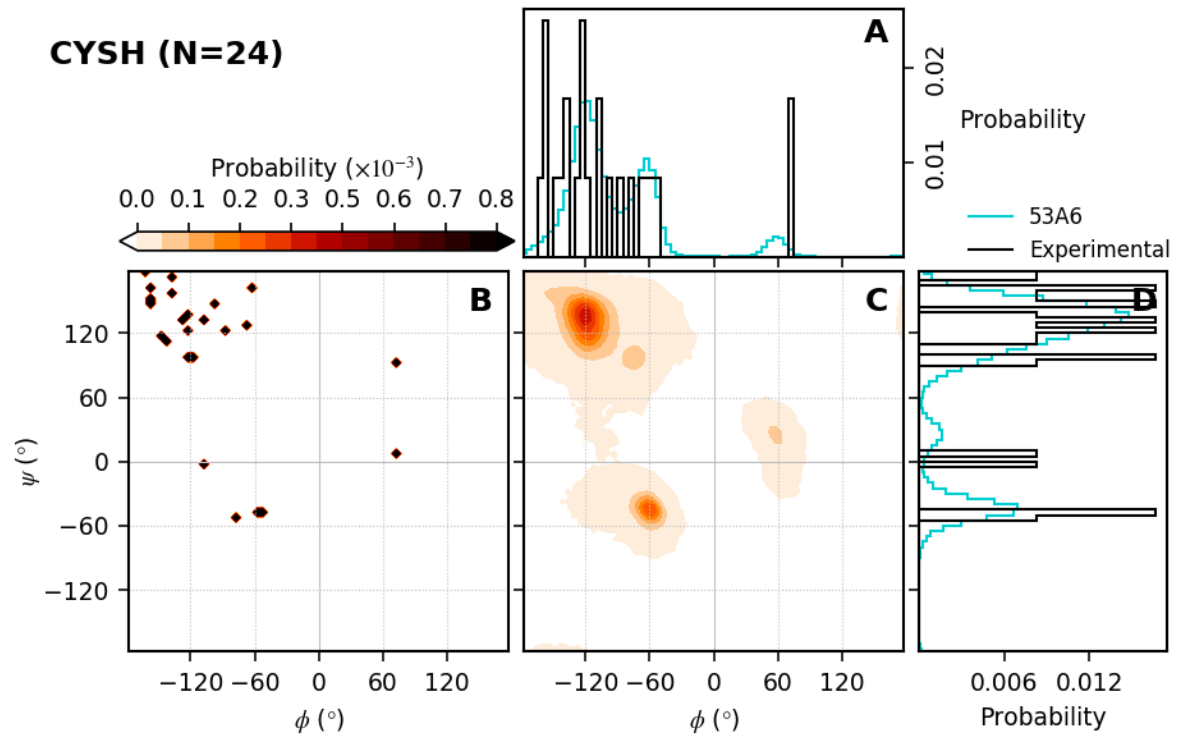 CYSH (N=24)
A
0.02
0.01
Probability
Probability (×10⁻³)
0.0 0.1 0.2 0.3 0.5 0.6 0.7 0.8
53A6
Experimental
B
C
D
120
60
0
−60
−120
ψ (°)
−120 −60 0 60 120
−120 −60 0 60 120
0.006 0.012
ϕ (°)
ϕ (°)
Probability